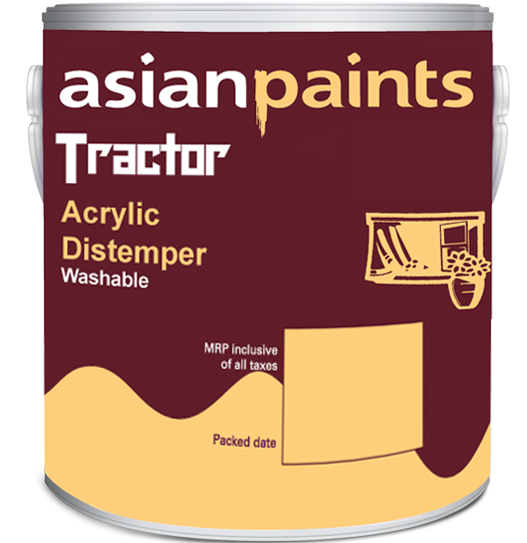 asianpaints
Tractor
Acrylic
Distemper
Washable
MRP inclusive
of all taxes
Packed date